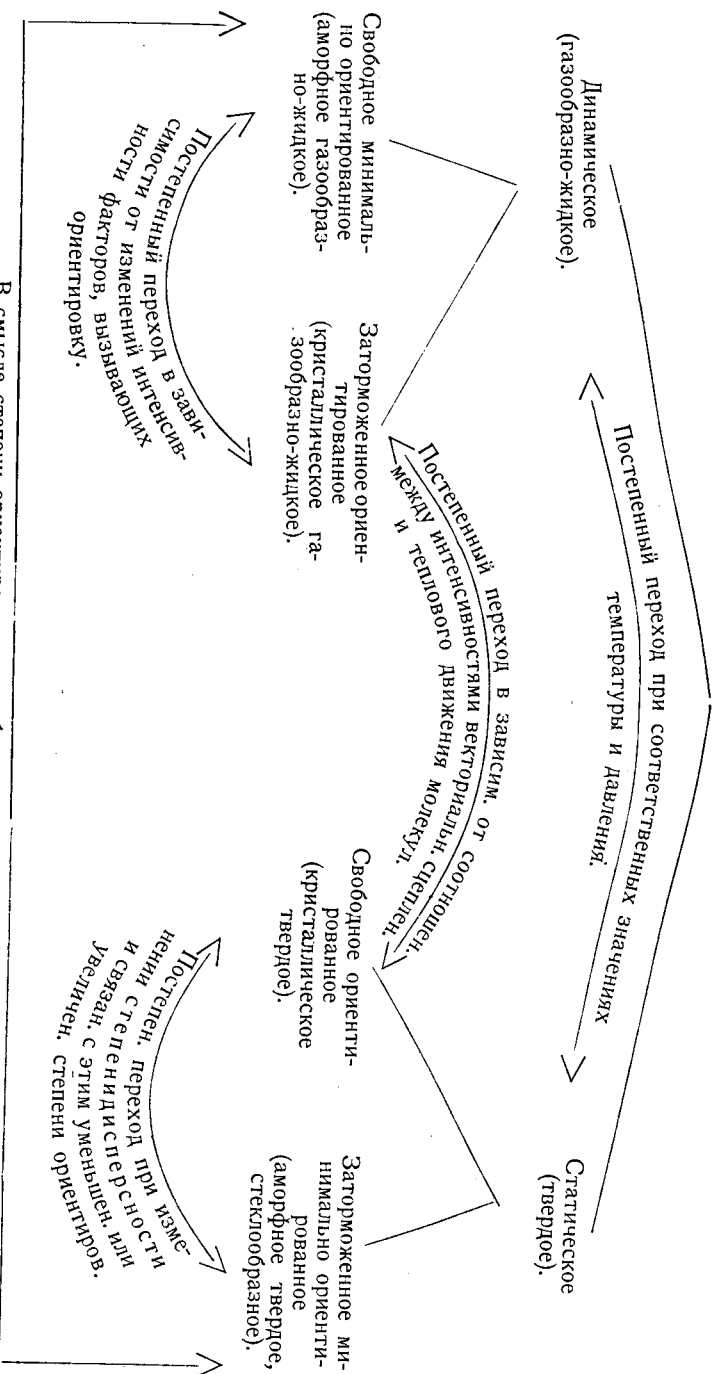 Динамическое
(газообразно-жидкое).
Статическое
(твердое).
Постепенный переход при соответственных значениях
температуры и давления.
Постепенный переход в зависим. от соотношен.
между интенсивностями векториальн. сцеплен.
и теплового движения молекул.
Свободное минималь-
но ориентированное
(аморфное газообраз-
но-жидкое).
Заторможенное ориен-
тированное
(кристаллическое га-
зообразно-жидкое).
Свободное ориенти-
рованное
(кристаллическое
твердое).
Заторможенное ми-
нимально ориенти-
рованное
(аморфное твердое,
стеклообразное).
Постепенный переход в зави-
симости от изменений интенсив-
ности факторов, вызывающих
ориентировку.
Постепен. переход при изме-
нении степенидисперсности
и связан. с этим уменьшен. или
увеличен. степени ориентиров.
В смысле степени